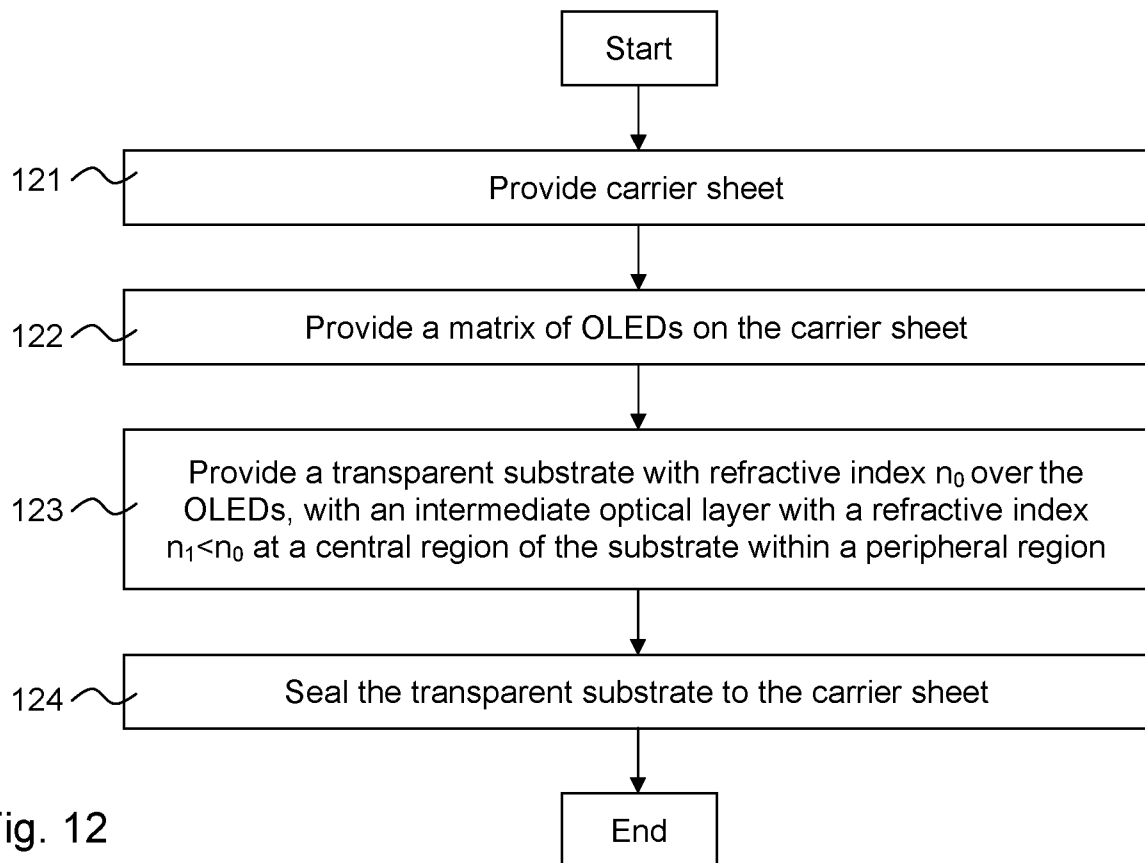 Start
121
Provide carrier sheet
122
Provide a matrix of OLEDs on the carrier sheet
123
Provide a transparent substrate with refractive index n₀ over the
OLEDs, with an intermediate optical layer with a refractive index
n₁<n₀ at a central region of the substrate within a peripheral region
124
Seal the transparent substrate to the carrier sheet
End
ig. 12